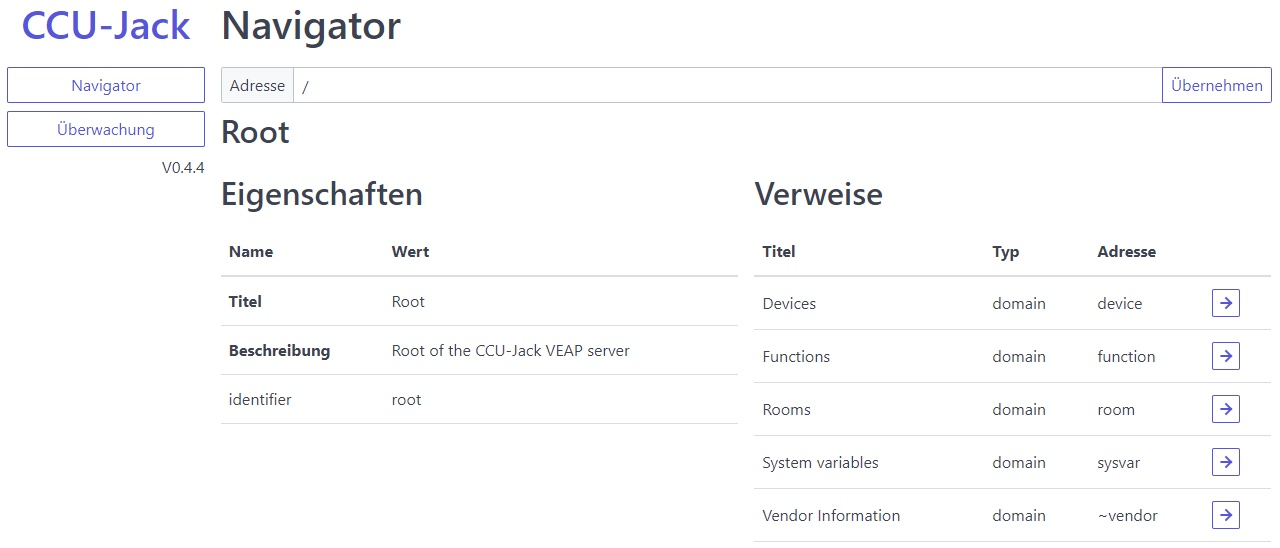 CCU-Jack
Navigator
Überwachung
V0.4.4
Navigator
Adresse / Übernehmen
Root
Eigenschaften
Name Wert
Titel Root
Beschreibung Root of the CCU-Jack VEAP server
identifier root
Verweise
Titel Typ Adresse
Devices domain device
Functions domain function
Rooms domain room
System variables domain sysvar
Vendor Information domain ~vendor